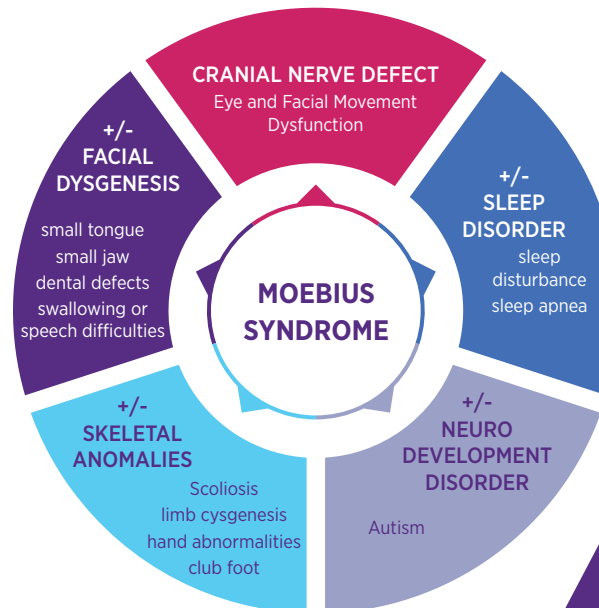 CRANIAL NERVE DEFECT
Eye and Facial Movement
Dysfunction
+/-
SLEEP
DISORDER
sleep
disturbance
sleep apnea
+/-
NEURO
DEVELOPMENT
DISORDER
Autism
+/-
SKELETAL
ANOMALIES
Scoliosis
limb cysgenesis
hand abnormalities
club foot
+/-
FACIAL
DYSGENESIS
small tongue
small jaw
dental defects
swallowing or
speech difficulties
MOEBIUS
SYNDROME